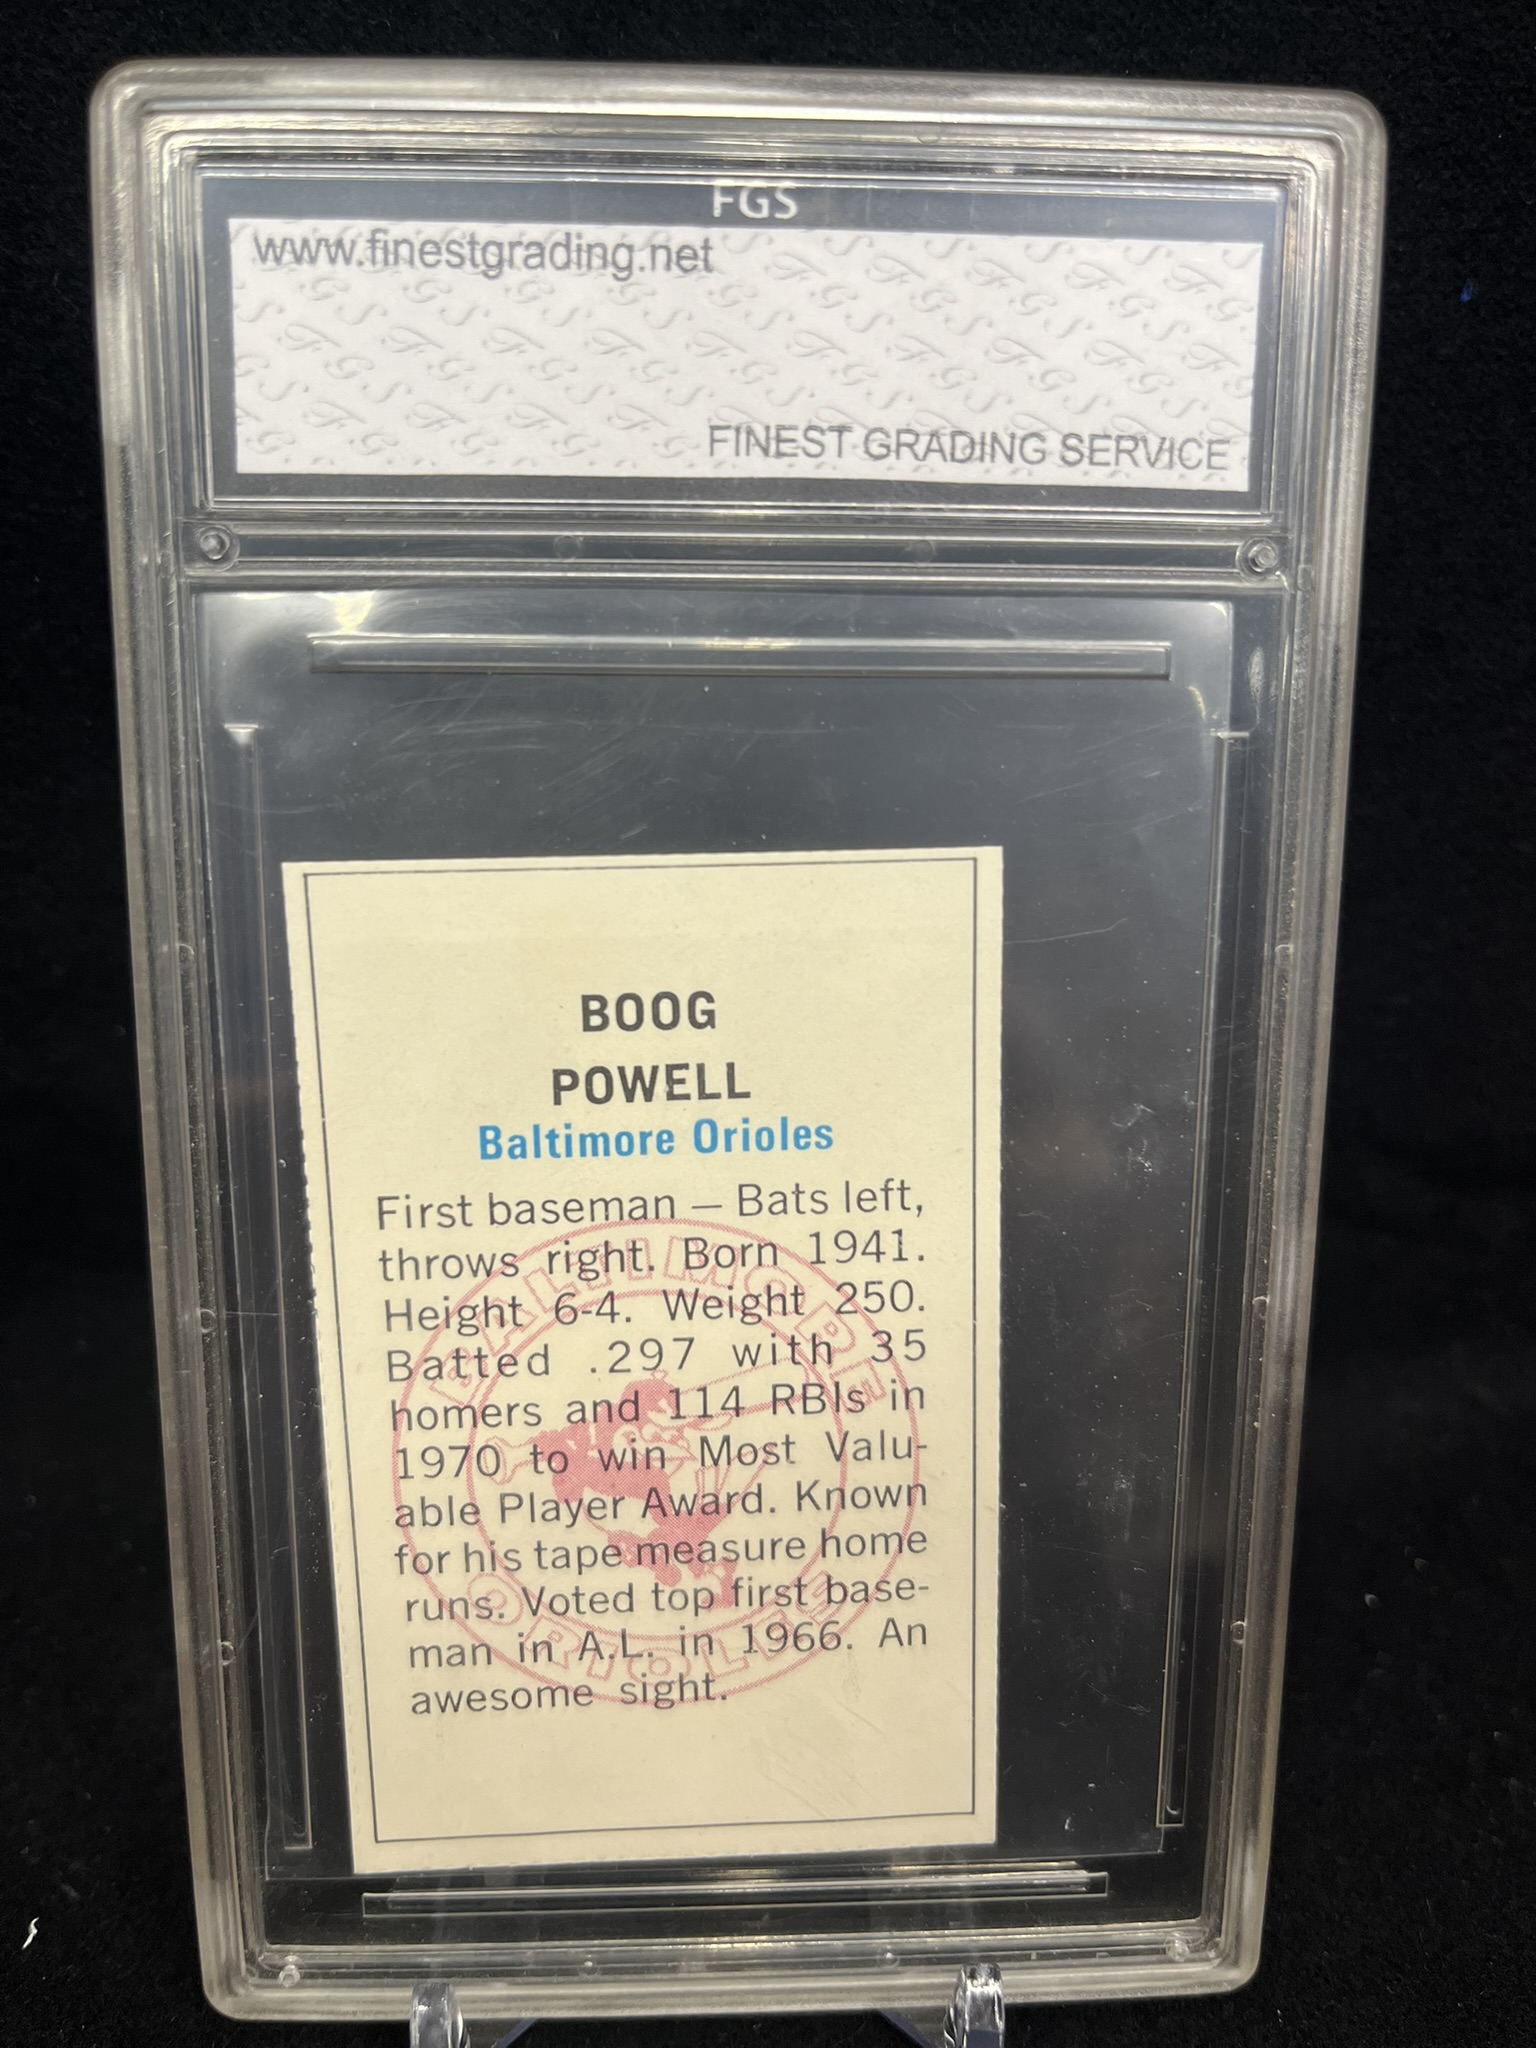 FGS
www.finestgrading.net
FINEST GRADING SERVICE
BOOG
POWELL
Baltimore Orioles
First baseman — Bats left,
throws right. Born 1941.
Height 6-4. Weight 250.
Batted .297 with 35
homers and 114 RBIs in
1970 to win Most Valu-
able Player Award. Known
for his tape measure home
runs. Voted top first base-
man in A.L. in 1966. An
awesome sight.
BALTIMORE
ORIOLES